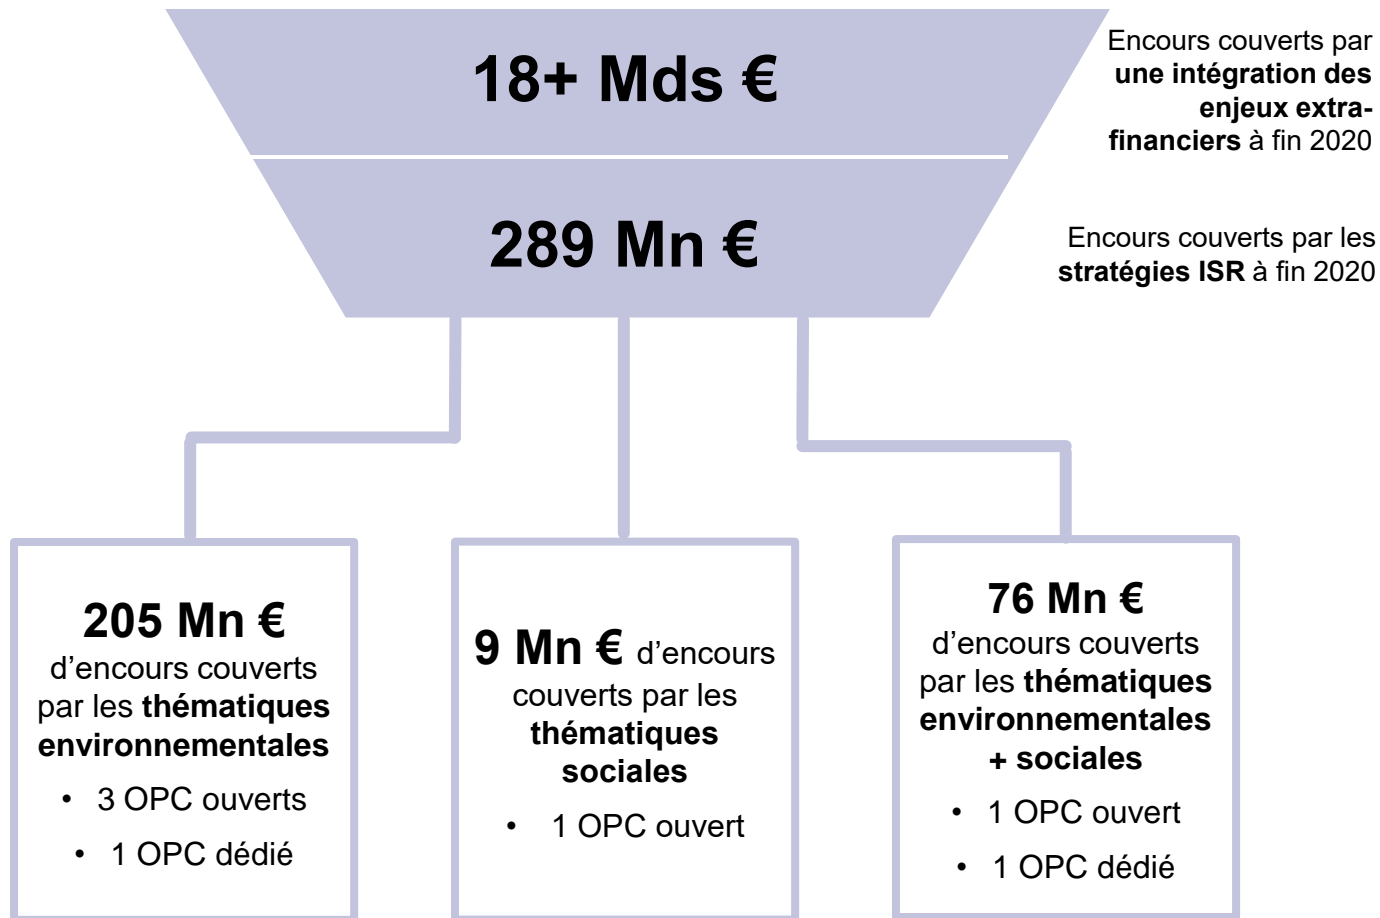 18+ Mds €
Encours couverts par
une intégration des
enjeux extra-
financiers à fin 2020
289 Mn €
Encours couverts par les
stratégies ISR à fin 2020
205 Mn €
d’encours couverts
par les thématiques
environnementales
• 3 OPC ouverts
• 1 OPC dédié
9 Mn € d’encours
couverts par les
thématiques
sociales
• 1 OPC ouvert
76 Mn €
d’encours couverts
par les thématiques
environnementales
+ sociales
• 1 OPC ouvert
• 1 OPC dédié